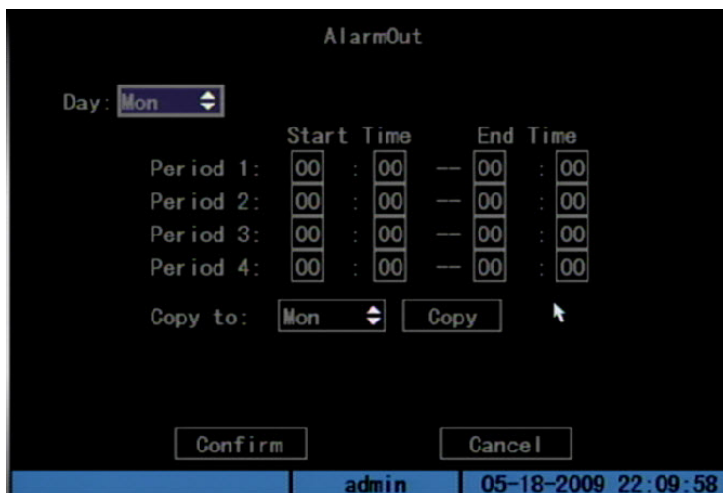 AlarmOut
Day: Mon
Start Time End Time
Period 1: 00 : 00 -- 00 : 00
Period 2: 00 : 00 -- 00 : 00
Period 3: 00 : 00 -- 00 : 00
Period 4: 00 : 00 -- 00 : 00
Copy to: Mon Copy
Confirm Cancel
admin 05-18-2009 22:09:58